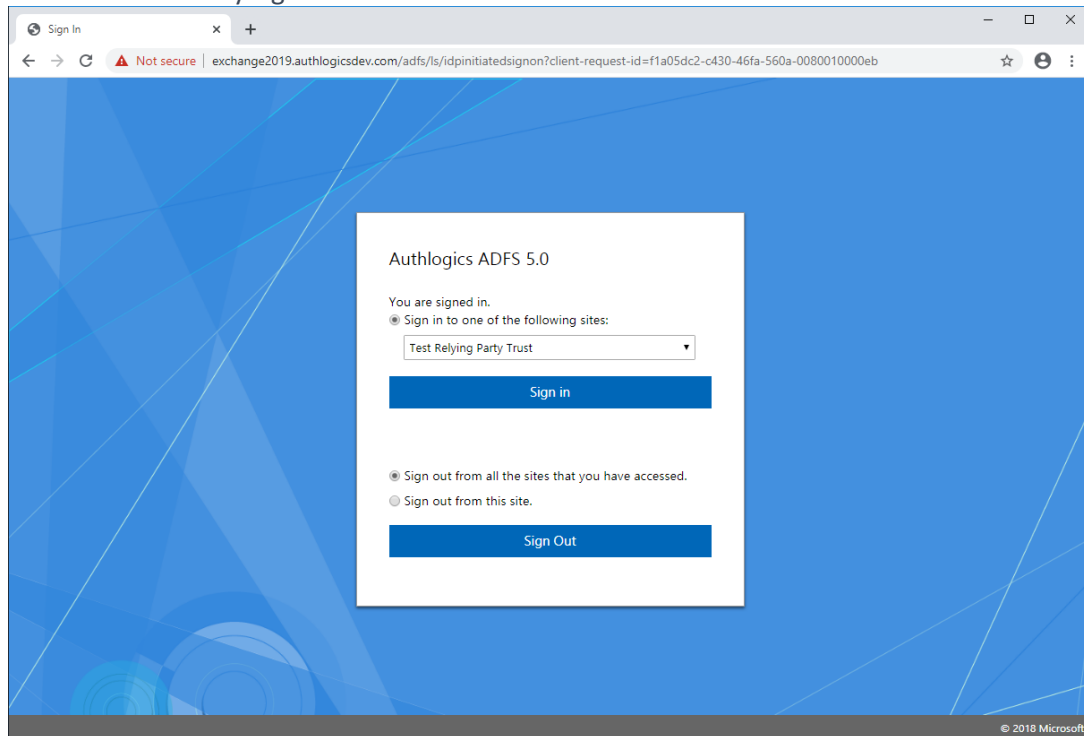 Sign In
Not secure exchange2019.authlogicsdev.com/adfs/ls/idpinitiatedsignon?client-request-id=f1a05dc2-c430-46fa-560a-0080010000eb
Authlogics ADFS 5.0
You are signed in.
Sign in to one of the following sites:
Test Relying Party Trust
Sign in
Sign out from all the sites that you have accessed.
Sign out from this site.
Sign Out
© 2018 Microsoft